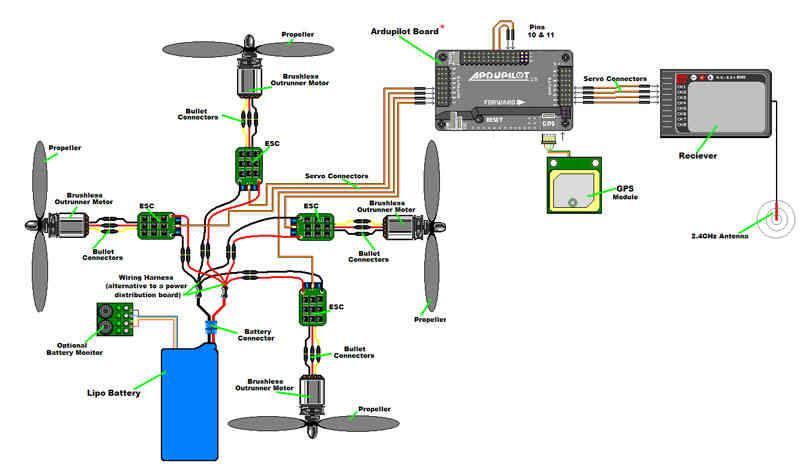 Propeller
Ardupilot Board *
Pins
10 & 11
Brushless
Outrunner Motor
ARDUPILOT
Servo Connectors
Bullet
Connectors
FORWARD
RESET
GPS
ESC
Reciever
Propeller
Servo Connectors
GPS
Module
Brushless
Outrunner Motor
ESC
ESC
Brushless
Outrunner Motor
2.4GHz Antenna
Bullet
Connectors
Bullet
Connectors
Wiring Harness
(alternative to a power
distribution board)
ESC
Propeller
Optional
Battery Moniter
Battery
Connector
Bullet
Connectors
Lipo Battery
Brushless
Outrunner Motor
Propeller